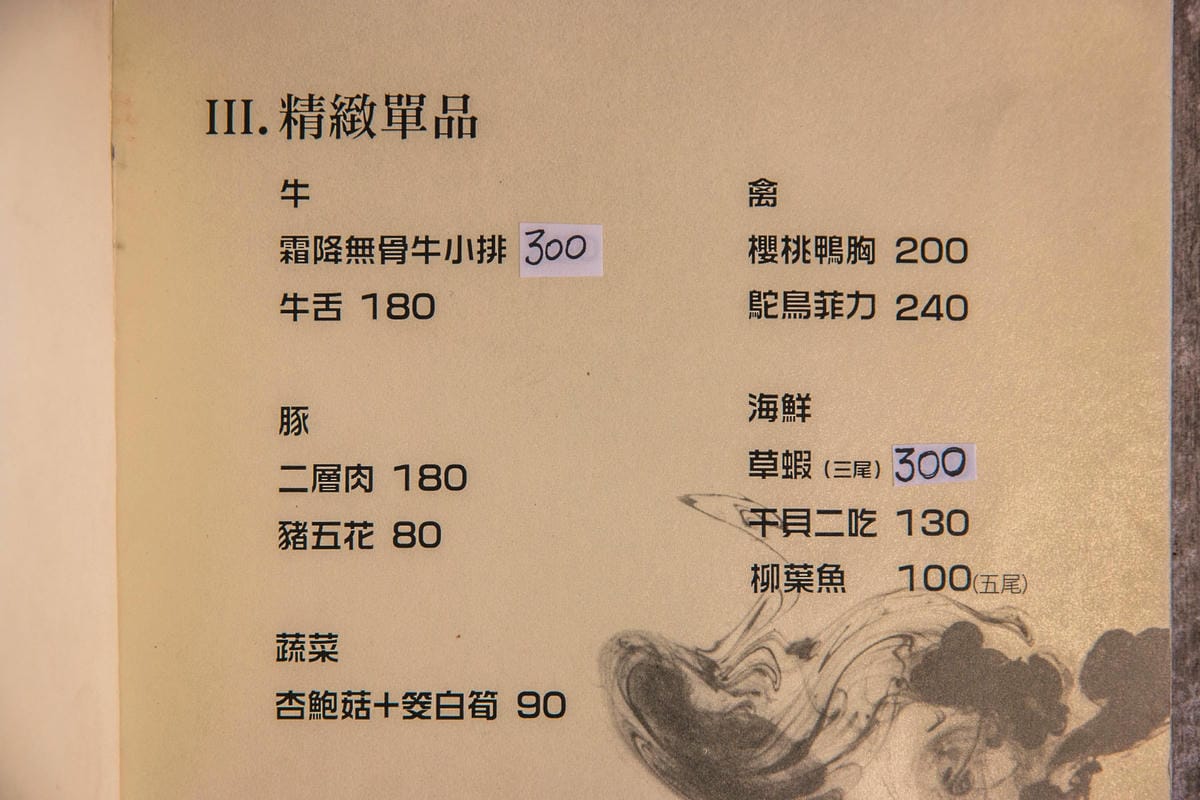 III. 精緻單品
牛
霜降無骨牛小排 300
牛舌 180
豚
二層肉 180
豬五花 80
蔬菜
杏鮑菇+筊白筍 90
禽
櫻桃鴨胸 200
鴕鳥菲力 240
海鮮
草蝦（三尾） 300
干貝二吃 130
柳葉魚 100(五尾)